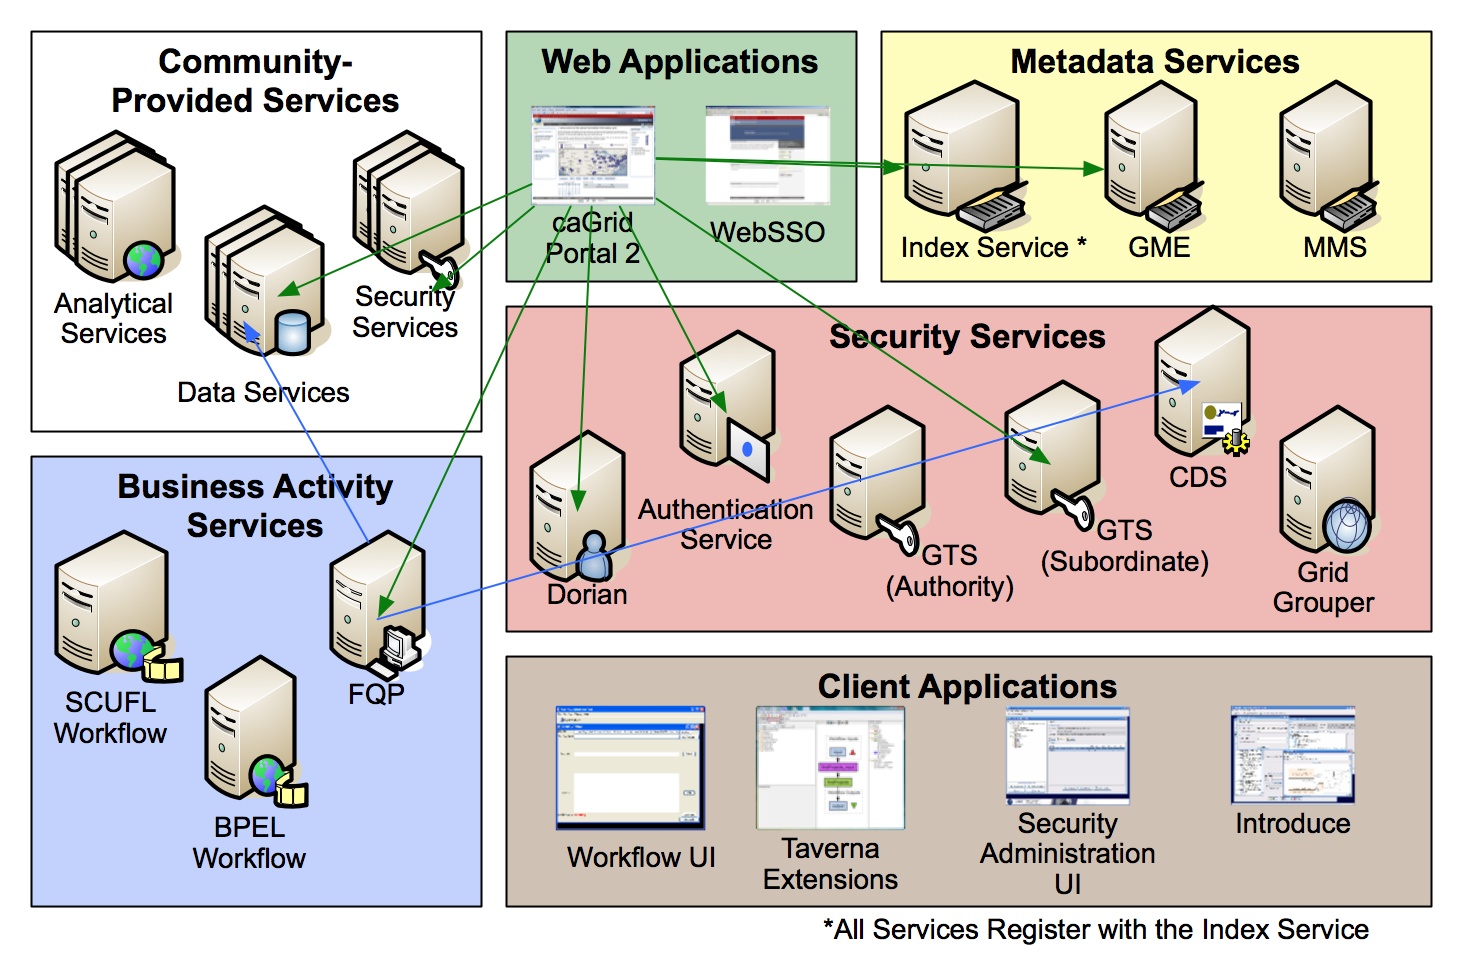 Community-
Provided Services
Analytical
Services
Data Services
Security
Services
Web Applications
caGrid
Portal 2
WebSSO
Metadata Services
Index Service *
GME
MMS
Security Services
Dorian
Authentication
Service
GTS
(Authority)
GTS
(Subordinate)
CDS
Grid
Grouper
Business Activity
Services
SCUFL
Workflow
BPEL
Workflow
FQP
Client Applications
Workflow UI
Taverna
Extensions
Security
Administration
UI
Introduce
*All Services Register with the Index Service